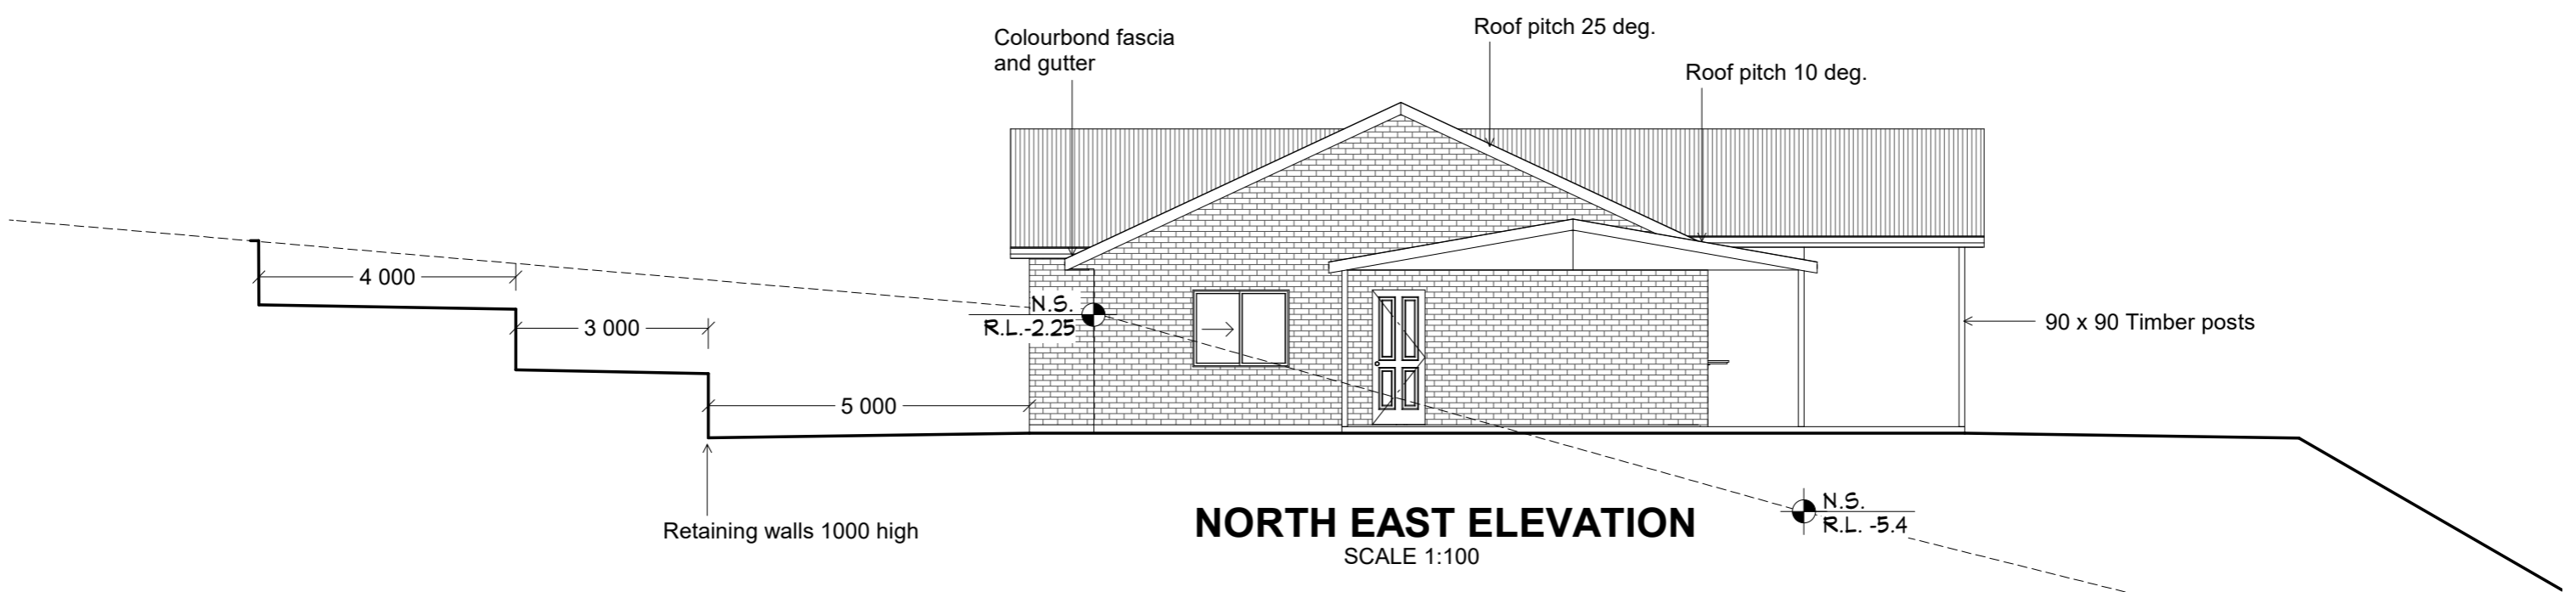 Roof pitch 25 deg.
Colourbond fascia
and gutter
Roof pitch 10 deg.
4 000
N.S.
R.L.-2.25
3 000
90 x 90 Timber posts
5 000
N.S.
R.L. -5.4
Retaining walls 1000 high
NORTH EAST ELEVATION
SCALE 1:100